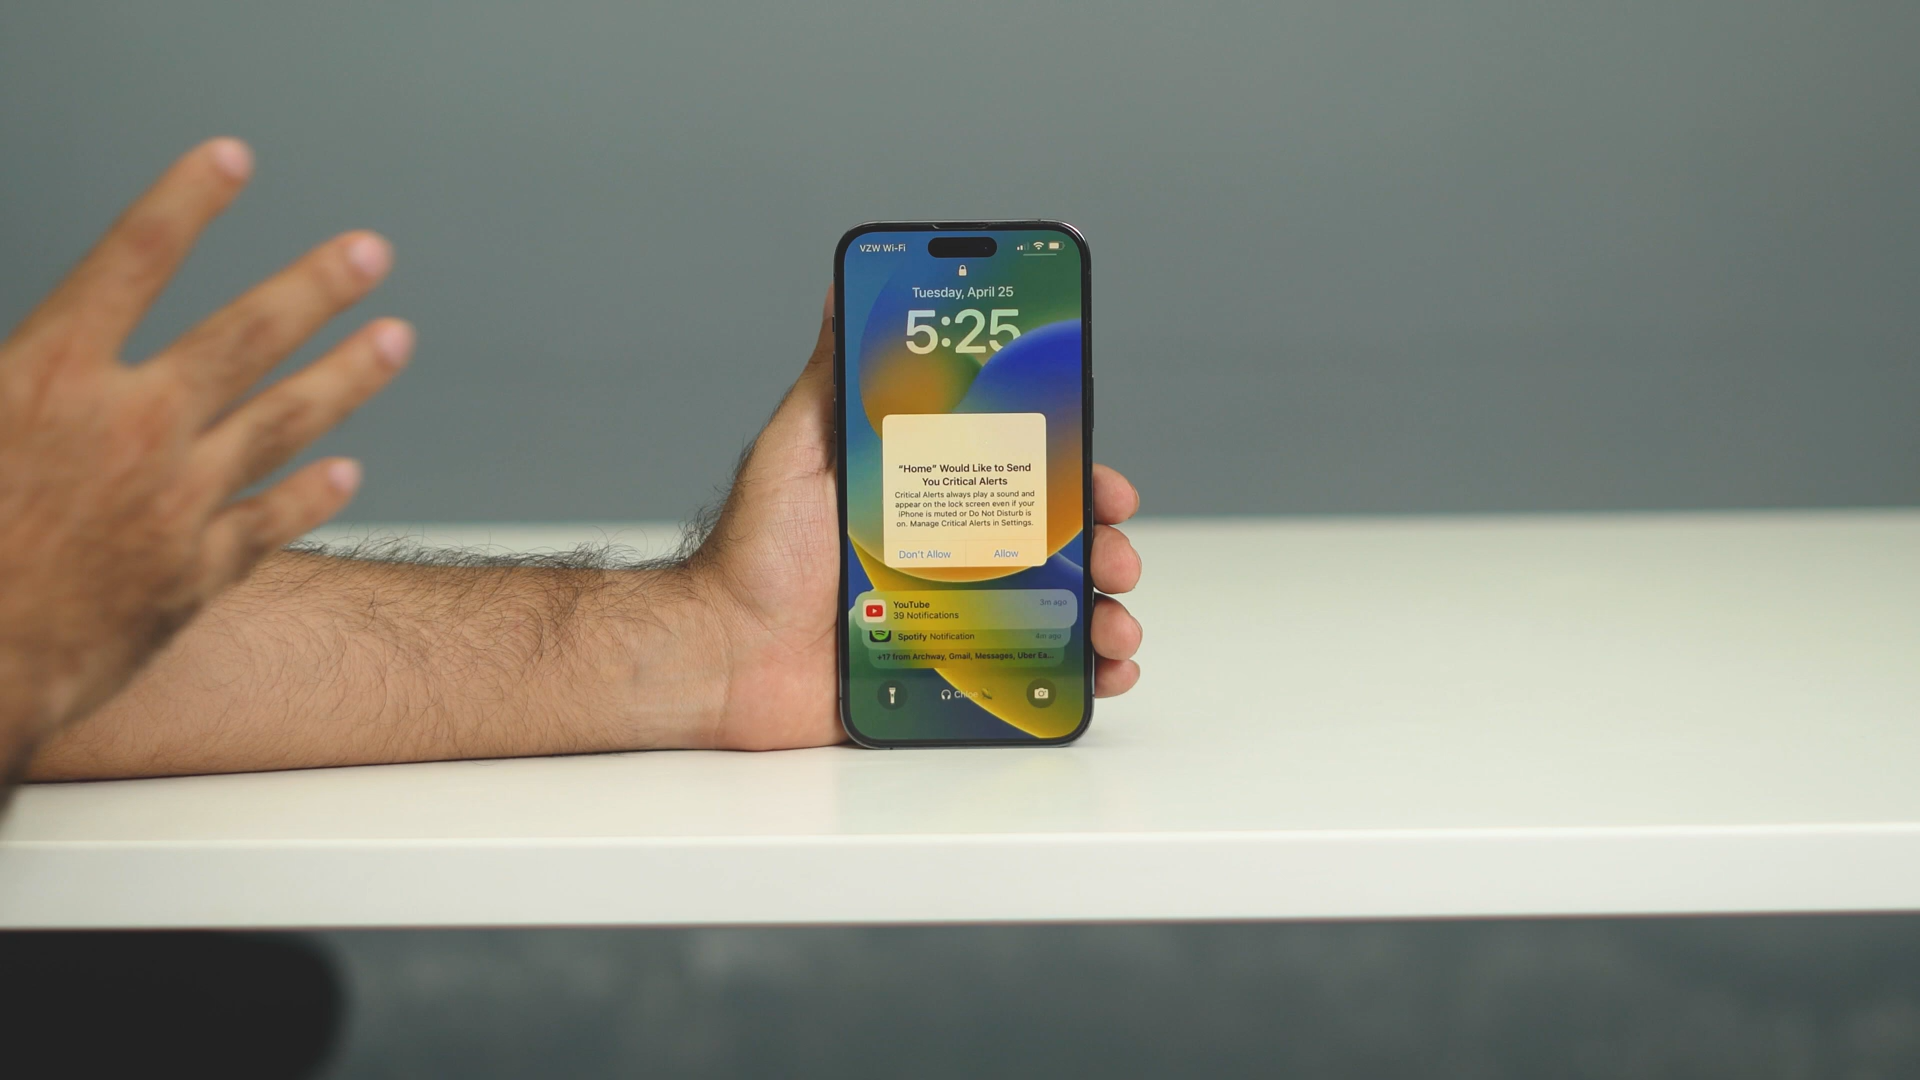 VZW Wi-Fi
Tuesday, April 25
5:25
“Home” Would Like to Send
You Critical Alerts
Critical Alerts always play a sound and
appear on the lock screen even if your
iPhone is muted or Do Not Disturb is
on. Manage Critical Alerts in Settings.
Don't Allow
Allow
YouTube
3m ago
39 Notifications
Spotify Notification
4m ago
+17 from Archway, Gmail, Messages, Uber Ea...
Chloe